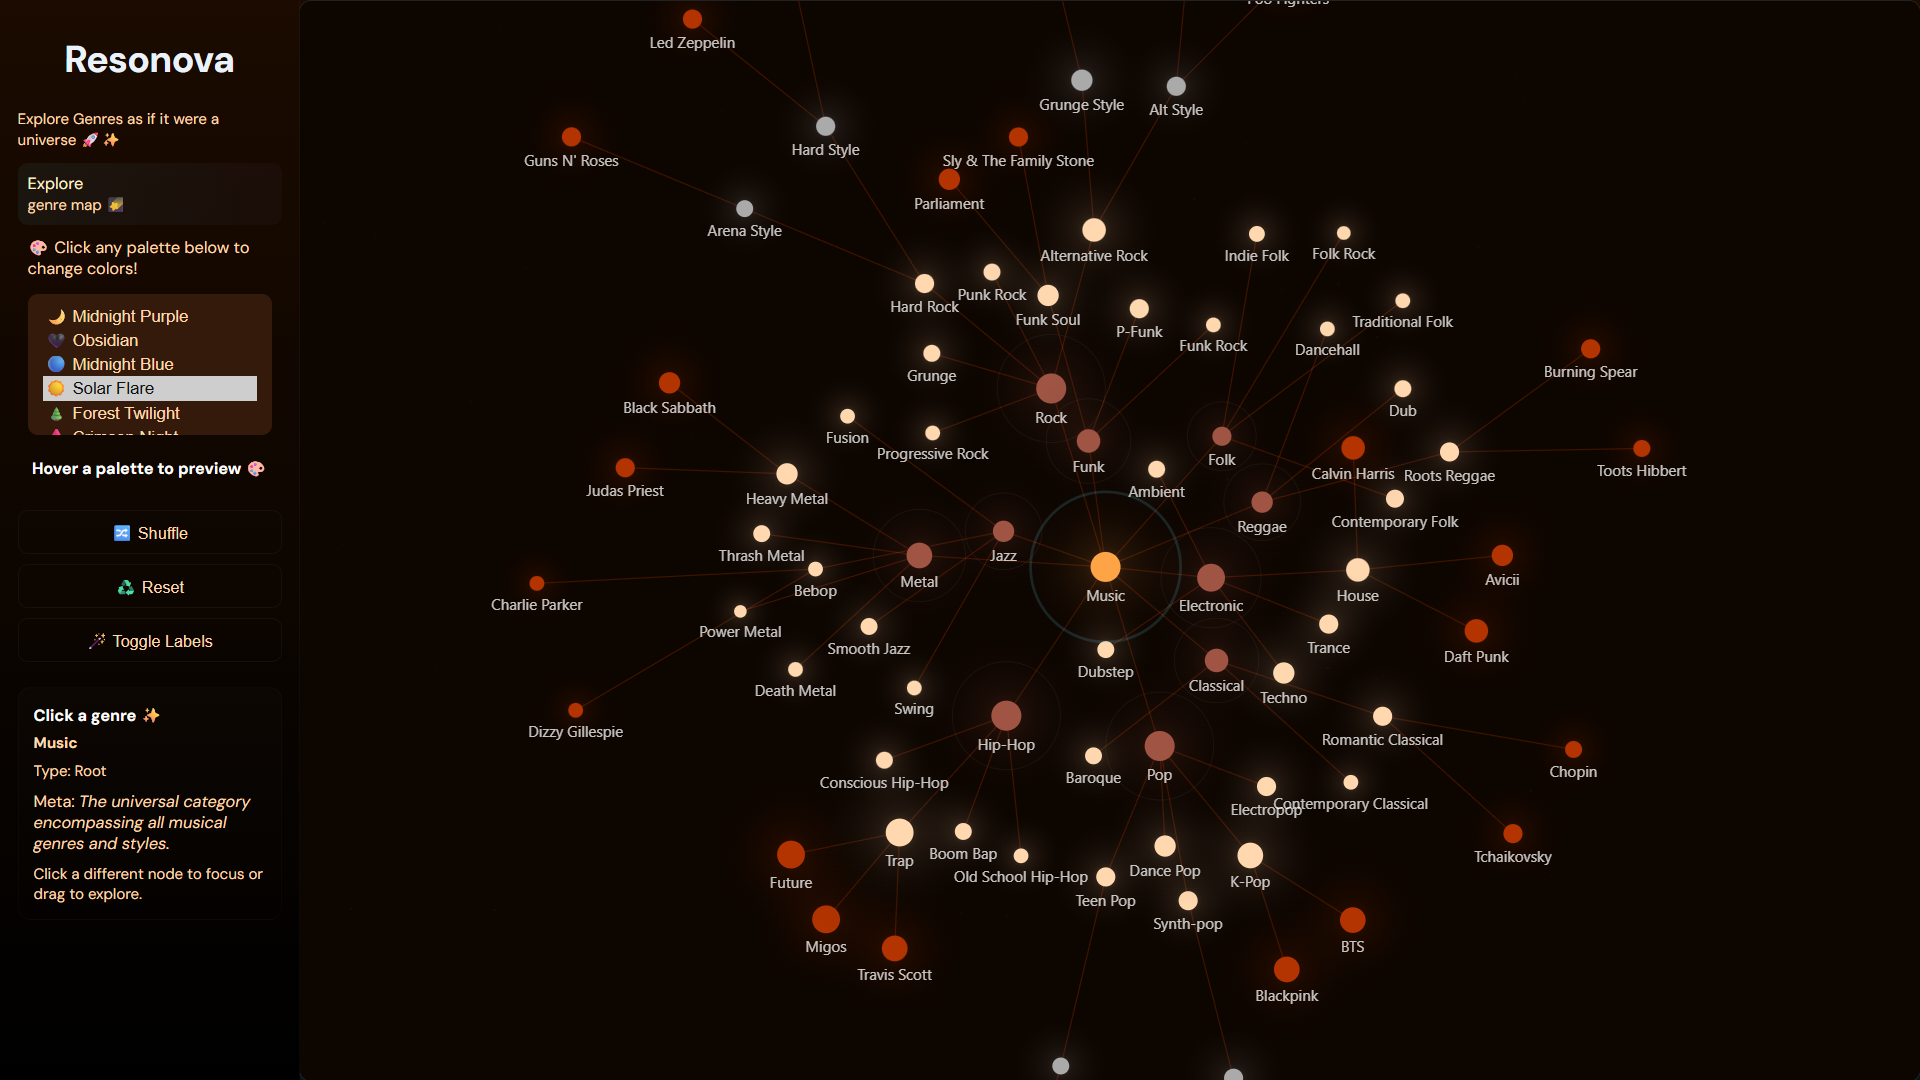 Resonova
Explore Genres as if it were a
universe 🚀 ✨
Explore
genre map 🌠
🎨 Click any palette below to
change colors!
🌙 Midnight Purple
🖤 Obsidian
🔵 Midnight Blue
🌞 Solar Flare
🌲 Forest Twilight
Crimson Night
Hover a palette to preview 🎨
🔀 Shuffle
♻️ Reset
🪄 Toggle Labels
Click a genre ✨
Music
Type: Root
Meta: The universal category
encompassing all musical
genres and styles.
Click a different node to focus or
drag to explore.
Foo Fighters
Led Zeppelin
Grunge Style
Alt Style
Hard Style
Guns N' Roses
Sly & The Family Stone
Parliament
Arena Style
Alternative Rock
Indie Folk
Folk Rock
Punk Rock
Hard Rock
Funk Soul
P-Funk
Traditional Folk
Funk Rock
Dancehall
Grunge
Burning Spear
Black Sabbath
Rock
Dub
Fusion
Progressive Rock
Funk
Folk
Calvin Harris
Roots Reggae
Toots Hibbert
Judas Priest
Heavy Metal
Ambient
Reggae
Contemporary Folk
Thrash Metal
Jazz
Metal
Bebop
Music
Electronic
House
Avicii
Charlie Parker
Power Metal
Smooth Jazz
Trance
Daft Punk
Dubstep
Death Metal
Classical
Techno
Swing
Dizzy Gillespie
Hip-Hop
Romantic Classical
Baroque
Pop
Chopin
Conscious Hip-Hop
Electropop
Contemporary Classical
Trap
Boom Bap
Old School Hip-Hop
Dance Pop
K-Pop
Tchaikovsky
Future
Teen Pop
Synth-pop
Migos
BTS
Travis Scott
Blackpink